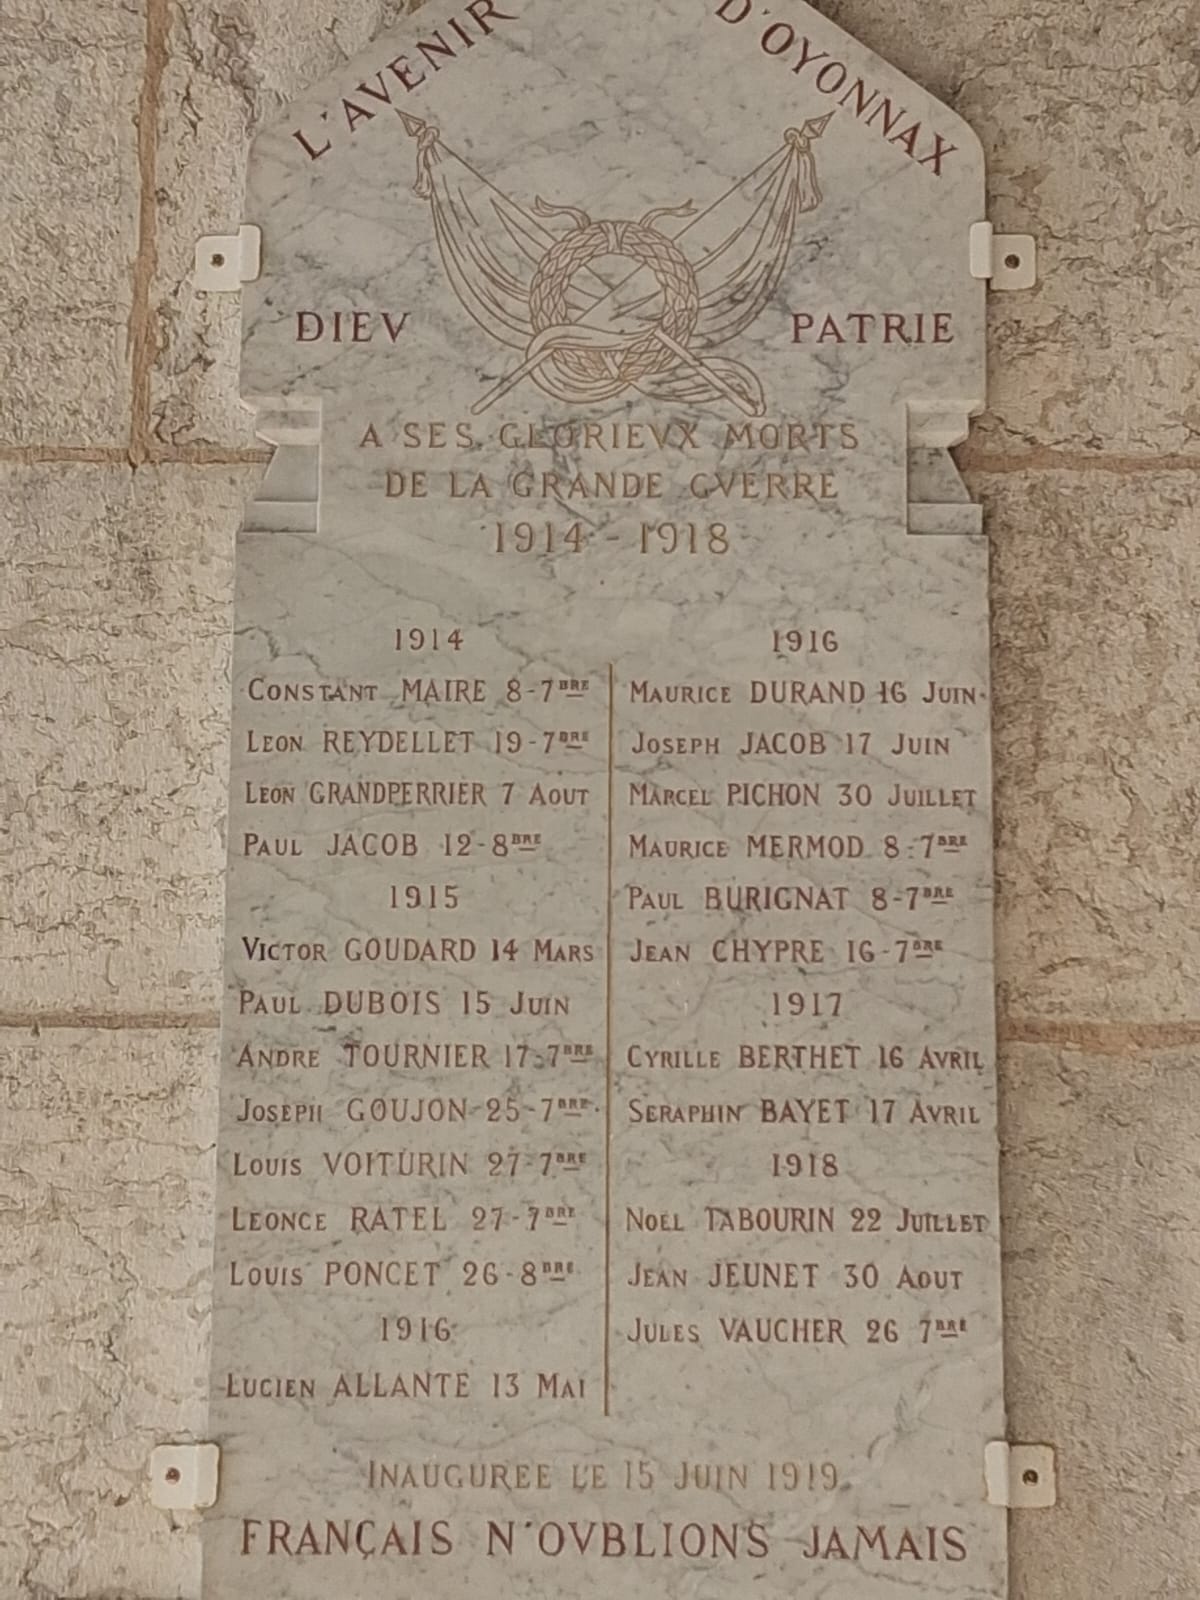 L'AVENIR D'OYONNAX
DIEV PATRIE
A SES GLORIEVX MORTS
DE LA GRANDE GVERRE
1914 - 1918
1914
CONSTANT MAIRE 8-7BRE
LEON REYDELLET 19-7BRE
LEON GRANDPERRIER 7 AOUT
PAUL JACOB 12-8BRE
1915
VICTOR GOUDARD 14 MARS
PAUL DUBOIS 15 JUIN
ANDRE TOURNIER 17-7BRE
JOSEPH GOUJON 25-7BRE
LOUIS VOITURIN 27-7BRE
LEONCE RATEL 27-7BRE
LOUIS PONCET 26-8BRE
1916
LUCIEN ALLANTE 13 MAI
1916
MAURICE DURAND 16 JUIN
JOSEPH JACOB 17 JUIN
MARCEL PICHON 30 JUILLET
MAURICE MERMOD 8-7BRE
PAUL BURIGNAT 8-7BRE
JEAN CHYPRE 16-7BRE
1917
CYRILLE BERTHET 16 AVRIL
SERAPHIN BAYET 17 AVRIL
1918
NOEL TABOURIN 22 JUILLET
JEAN JEUNET 30 AOUT
JULES VAUCHER 26 7BRE
INAUGUREE LE 15 JUIN 1919
FRANÇAIS N'OVBLIONS JAMAIS